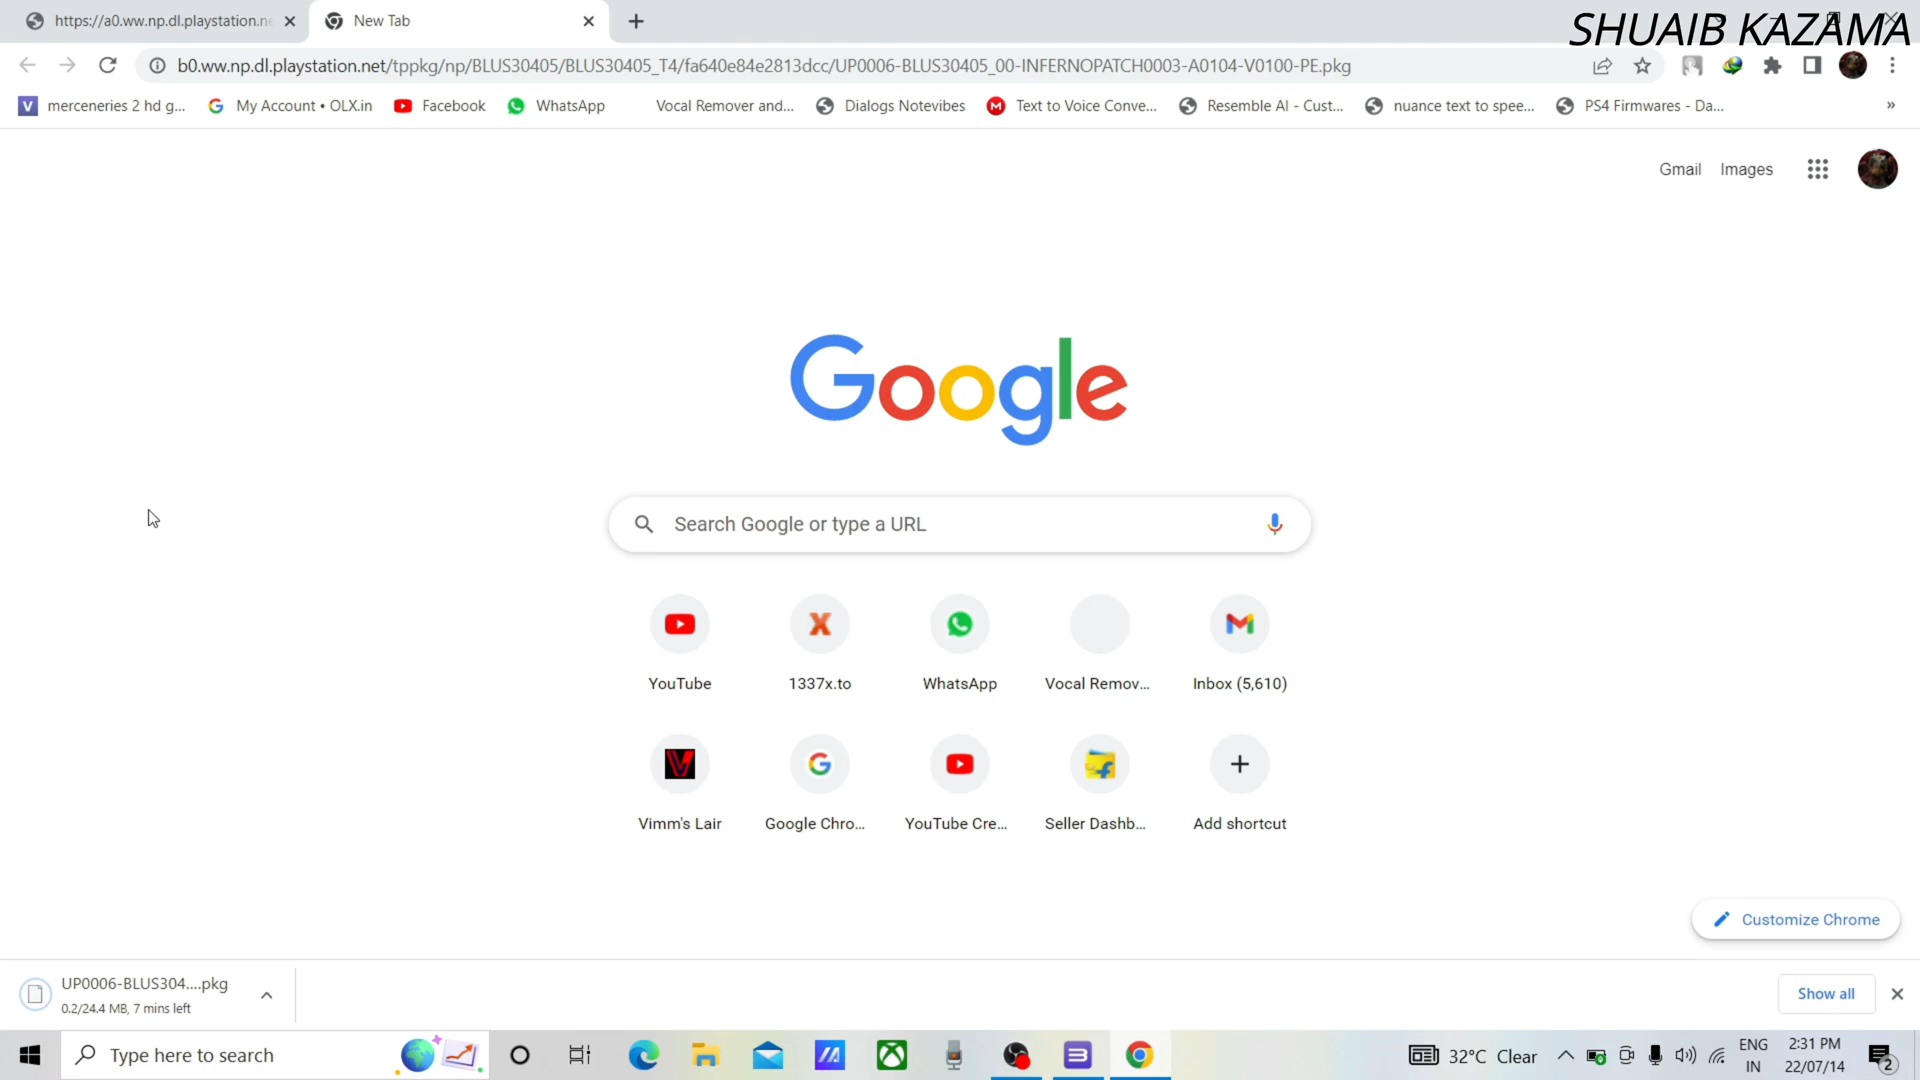 https://a0.ww.np.dl.playstation.ne
New Tab
SHUAIB KAZAMA
b0.ww.np.dl.playstation.net/tppkg/np/BLUS30405/BLUS30405_T4/fa640e84e2813dcc/UP0006-BLUS30405_00-INFERNOPATCH0003-A0104-V0100-PE.pkg
merceneries 2 hd g...
My Account • OLX.in
Facebook
WhatsApp
Vocal Remover and...
Dialogs Notevibes
Text to Voice Conve...
Resemble AI - Cust...
nuance text to spee...
PS4 Firmwares - Da...
»
Gmail
Images
Google
Search Google or type a URL
YouTube
1337x.to
WhatsApp
Vocal Remov...
Inbox (5,610)
Vimm's Lair
Google Chro...
YouTube Cre...
Seller Dashb...
Add shortcut
Customize Chrome
UP0006-BLUS304....pkg
0.2/24.4 MB, 7 mins left
Show all
Type here to search
32°C Clear
ENG
IN
2:31 PM
22/07/14
2